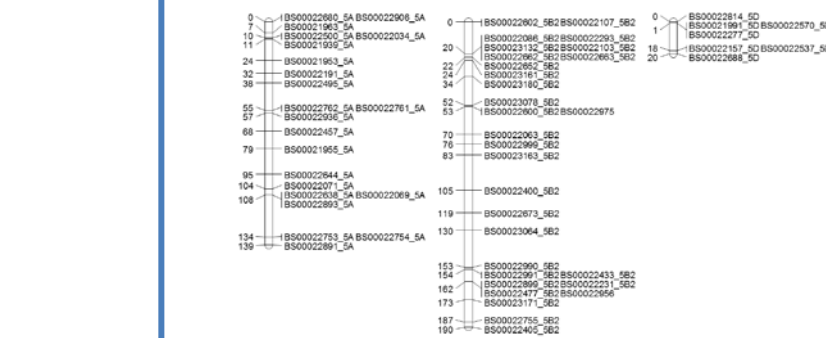 0 BS00022680_5A BS00022906_5A
7 BS00021963_5A
10 BS00022500_5A BS00022034_5A
11 BS00021939_5A
24 BS00021953_5A
32 BS00022191_5A
38 BS00022495_5A
55 BS00022762_5A BS00022761_5A
57 BS00022936_5A
68 BS00022457_5A
79 BS00021955_5A
95 BS00022644_5A
104 BS00022071_5A
108 BS00022638_5A BS00022069_5A
BS00022893_5A
134 BS00022753_5A BS00022754_5A
139 BS00022891_5A
0 BS00022602_5B2 BS00022107_5B2
BS00022086_5B2 BS00022293_5B2
20 BS00023132_5B2 BS00022103_5B2
BS00022662_5B2 BS00022663_5B2
22 BS00022652_5B2
24 BS00023161_5B2
34 BS00023180_5B2
52 BS00023078_5B2
53 BS00022600_5B2 BS00022975
70 BS00022063_5B2
76 BS00022999_5B2
83 BS00023163_5B2
105 BS00022400_5B2
119 BS00022673_5B2
130 BS00023064_5B2
153 BS00022990_5B2
154 BS00022991_5B2 BS00022433_5B2
162 BS00022899_5B2 BS00022231_5B2
BS00022477_5B2 BS00022956
173 BS00023171_5B2
187 BS00022755_5B2
190 BS00022405_5B2
0 BS00022814_5D
1 BS00021991_5D BS00022570_5
BS00022277_5D
18 BS00022157_5D BS00022537_5
20 BS00022688_5D